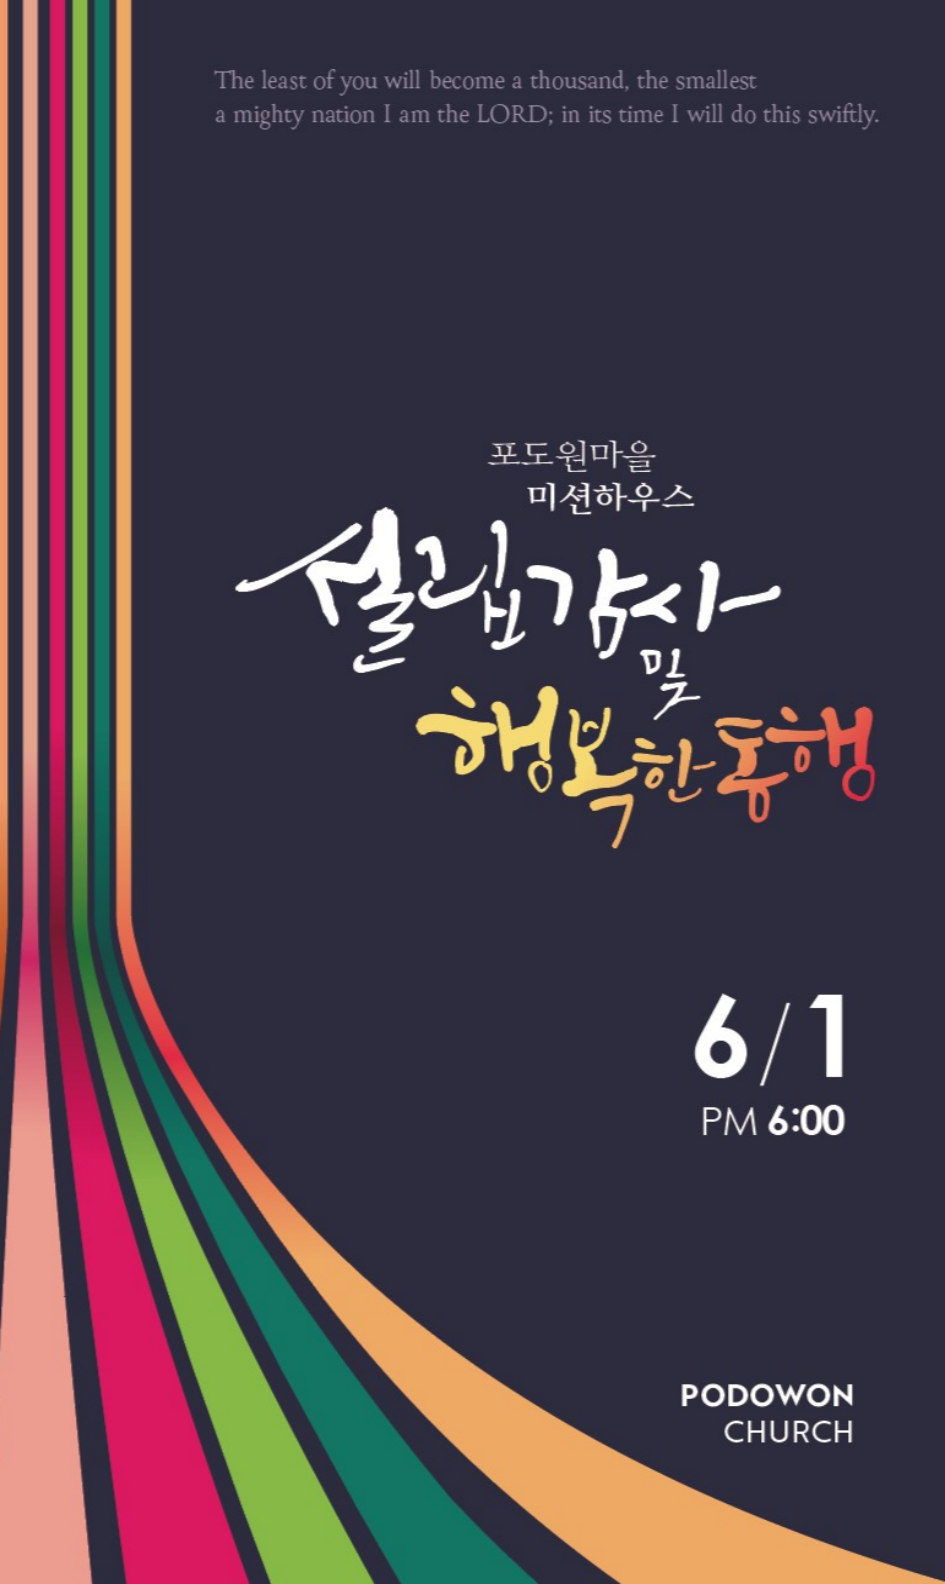 The least of you will become a thousand, the smallest
a mighty nation I am the LORD; in its time I will do this swiftly.
포도원마을
미션하우스
설립감사
및
행복한동행
6/1
PM 6:00
PODOWON
CHURCH